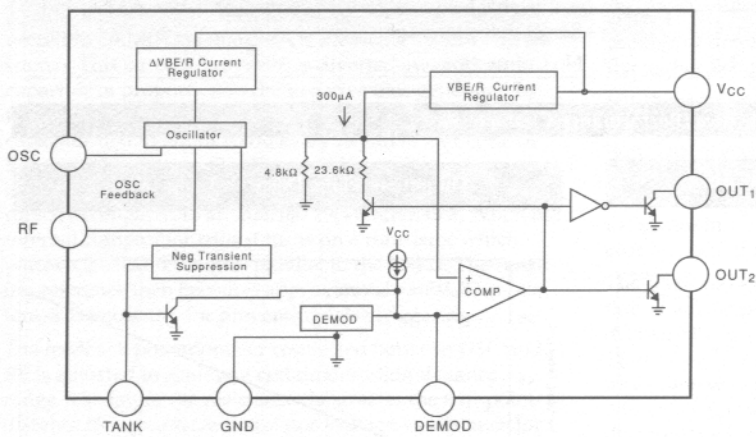 ΔVBE/R Current
Regulator
VBE/R Current
Regulator
VCC
300μA
Oscillator
OSC
4.8kΩ
23.6kΩ
OSC
Feedback
OUT1
RF
VCC
Neg Transient
Suppression
+
COMP
-
OUT2
DEMOD
TANK
GND
DEMOD